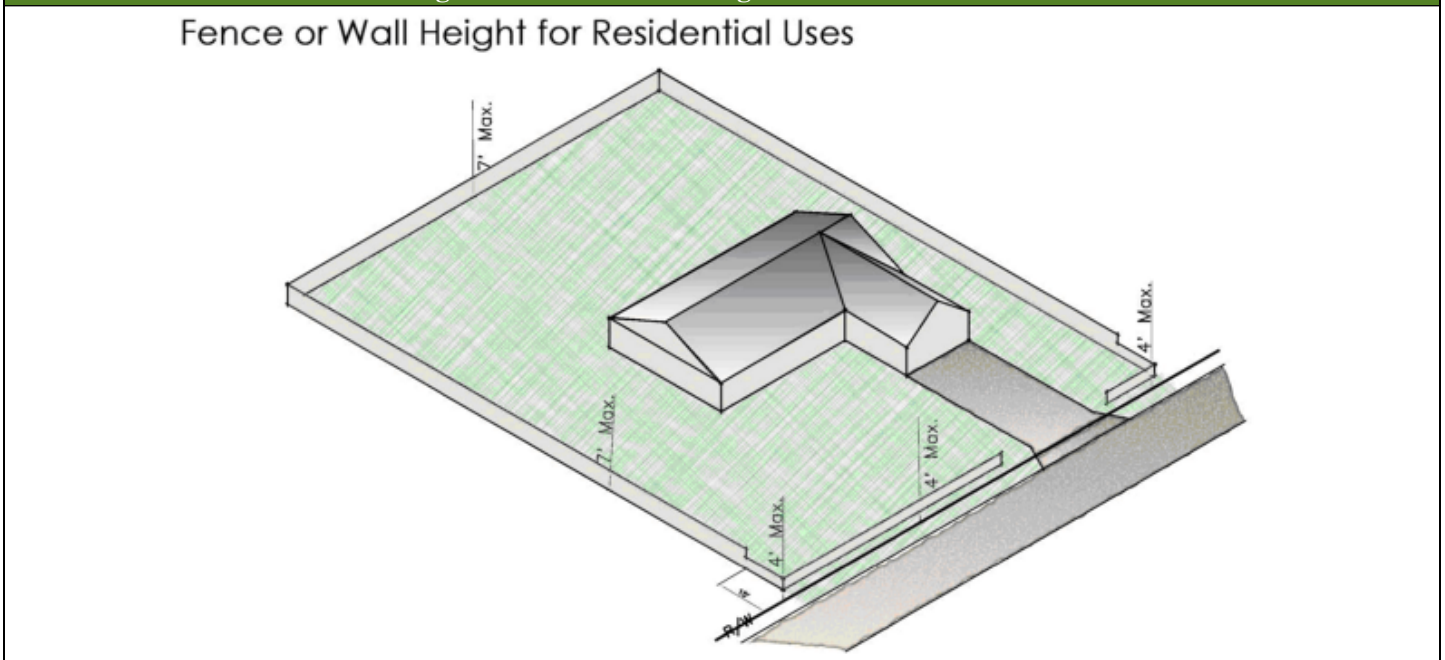 Fence or Wall Height for Residential Uses
7' Max.
4' Max.
7' Max.
4' Max.
4' Max.
R/W